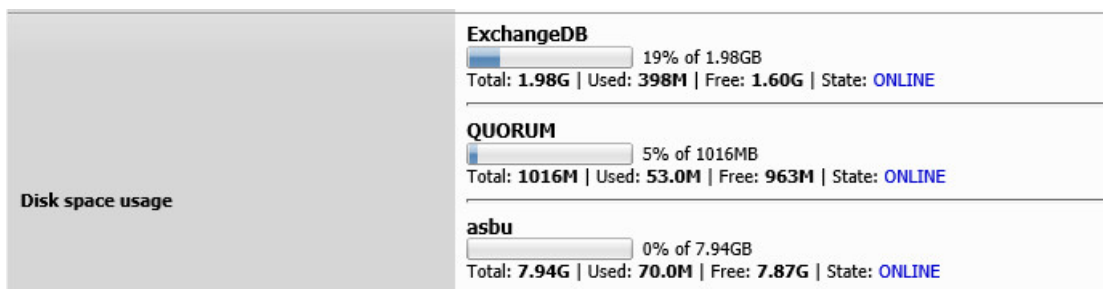 ExchangeDB
19% of 1.98GB
Total: 1.98G | Used: 398M | Free: 1.60G | State: ONLINE
QUORUM
5% of 1016MB
Total: 1016M | Used: 53.0M | Free: 963M | State: ONLINE
Disk space usage
asbu
0% of 7.94GB
Total: 7.94G | Used: 70.0M | Free: 7.87G | State: ONLINE